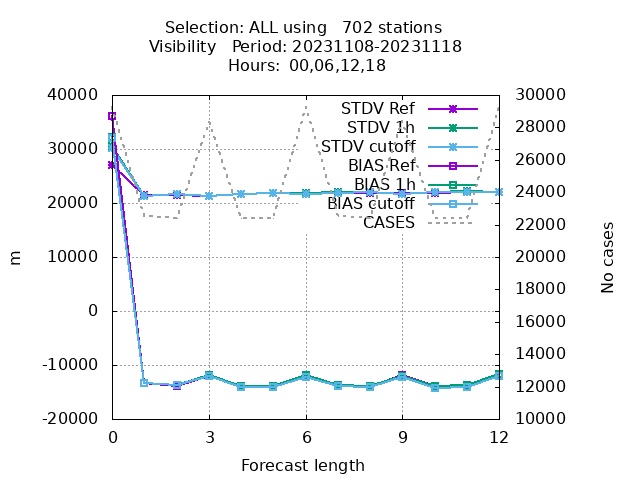 Selection: ALL using   702 stations
Visibility   Period: 20231108-20231118
Hours:  00,06,12,18
40000
30000
20000
10000
0
-10000
-20000
m
30000
28000
26000
24000
22000
20000
18000
16000
14000
12000
10000
No cases
STDV Ref
STDV 1h
STDV cutoff
BIAS Ref
BIAS 1h
BIAS cutoff
CASES
0 3 6 9 12
Forecast length